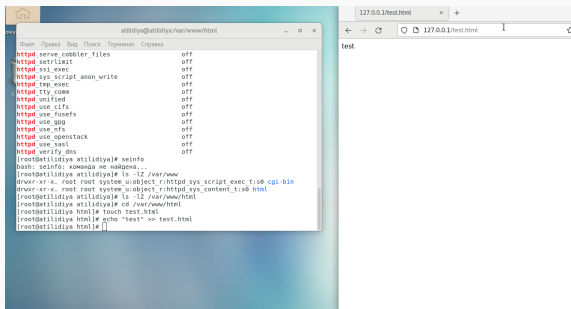 atilidiya@atilidiya:/var/www/html
Файл Правка Вид Поиск Терминал Справка
httpd_serve_cobbler_files off
httpd_setrlimit off
httpd_ssi_exec off
httpd_sys_script_anon_write off
httpd_tmp_exec off
httpd_tty_comm off
httpd_unified off
httpd_use_cifs off
httpd_use_fusefs off
httpd_use_gpg off
httpd_use_nfs off
httpd_use_openstack off
httpd_use_sasl off
httpd_verify_dns off
[root@atilidiya atilidiya]# seinfo
bash: seinfo: команда не найдена...
[root@atilidiya atilidiya]# ls -lZ /var/www
drwxr-xr-x. root root system_u:object_r:httpd_sys_script_exec_t:s0 cgi-bin
drwxr-xr-x. root root system_u:object_r:httpd_sys_content_t:s0 html
[root@atilidiya atilidiya]# ls -lZ /var/www/html
[root@atilidiya atilidiya]# cd /var/www/html
[root@atilidiya html]# touch test.html
[root@atilidiya html]# echo "test" >> test.html
[root@atilidiya html]#
127.0.0.1/test.html
127.0.0.1/test.html
test